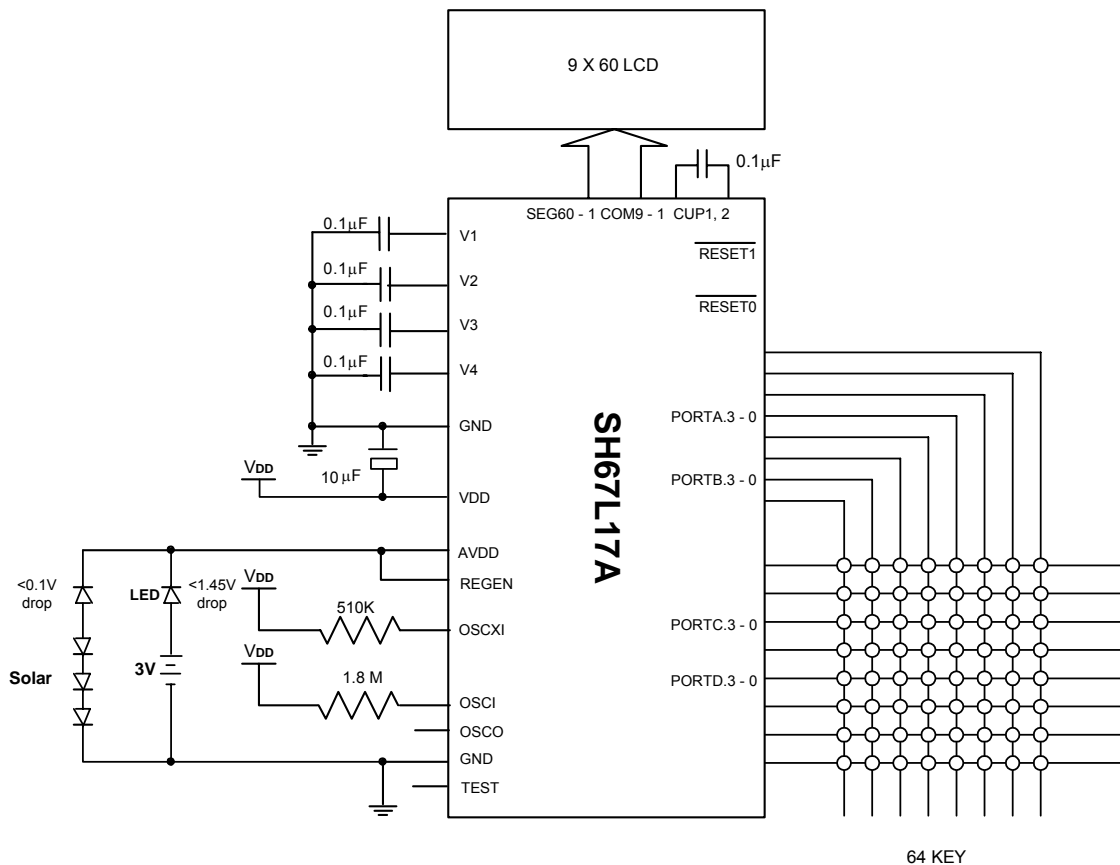 9 X 60 LCD
0.1μF
SEG60 - 1 COM9 - 1 CUP1, 2
0.1μF
V1
RESET1
0.1μF
V2
RESET0
0.1μF
V3
0.1μF
V4
SH67L17A
PORTA.3 - 0
GND
VDD
10 μF
PORTB.3 - 0
VDD
AVDD
<0.1V
drop
LED
<1.45V
drop
VDD
REGEN
510K
OSCXI
PORTC.3 - 0
VDD
Solar
3V
1.8 M
PORTD.3 - 0
OSCI
OSCO
GND
TEST
64 KEY